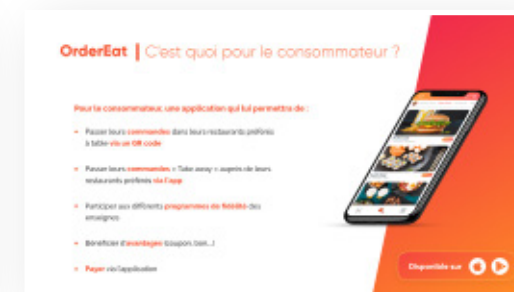 OrderEat | C'est quoi pour le consommateur ?
Pour le consommateur, une application qui lui permettra de :
Passer leurs commandes dans leurs restaurants préférés
à table via un QR code
Passer leurs commandes « Take away » auprès de leurs
restaurants préférés via l'app
Participer aux différents programmes de fidélité des
enseignes
Bénéficier d'avantages (coupon, bon...)
Payer via l'application
Disponible sur